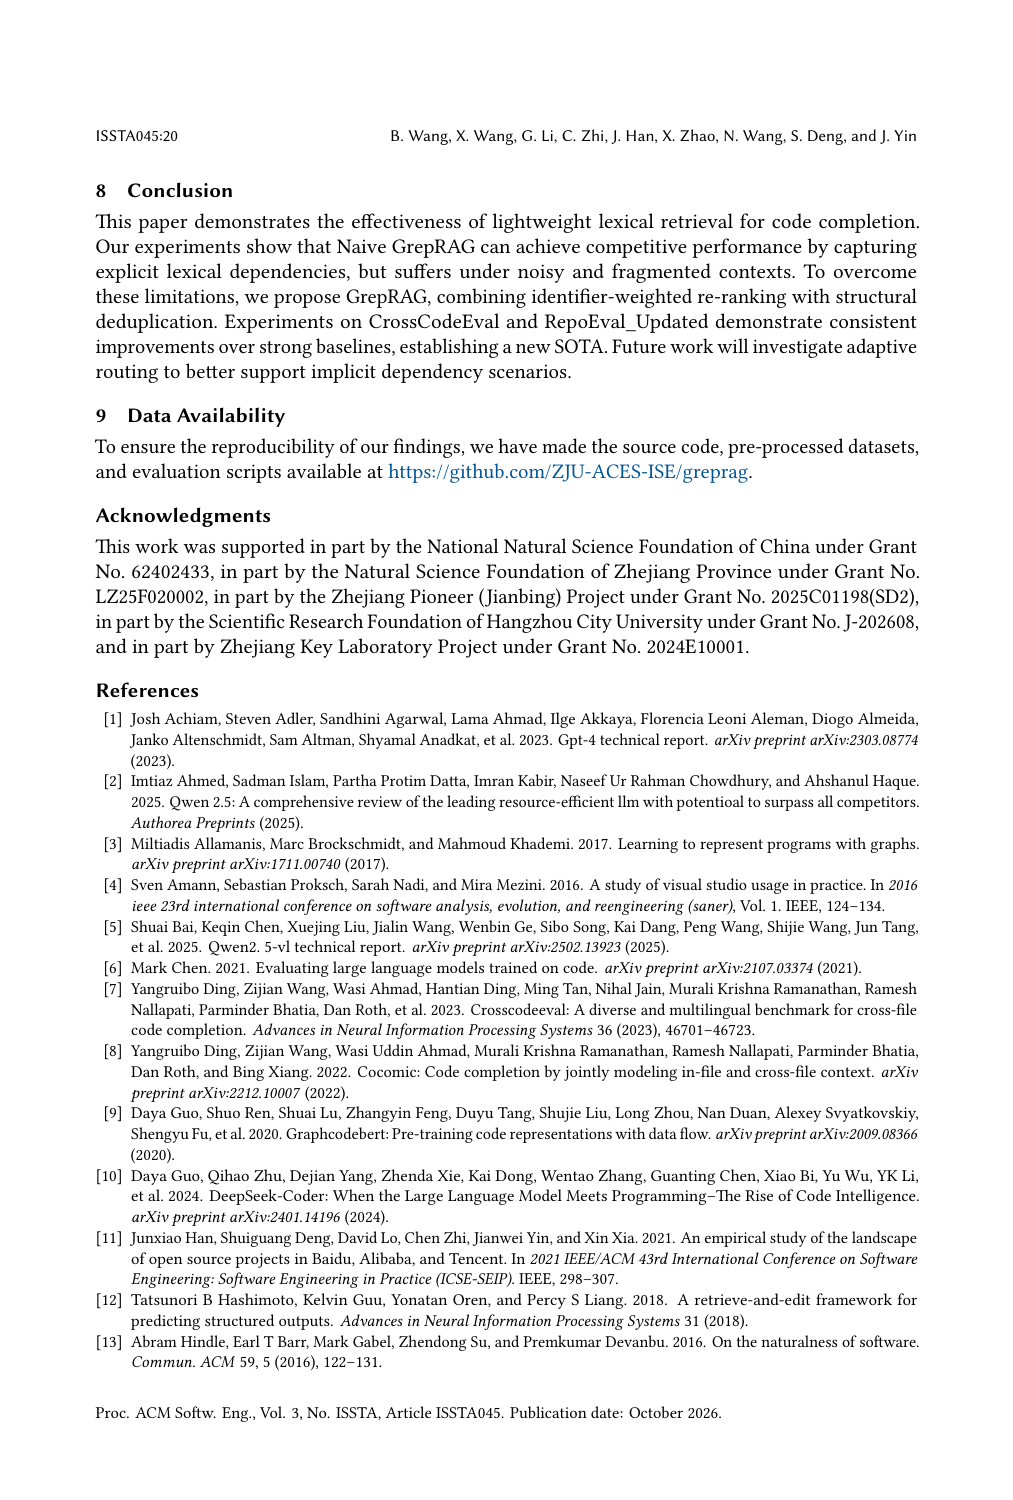 ISSTA045:20 B. Wang, X. Wang, G. Li, C. Zhi, J. Han, X. Zhao, N. Wang, S. Deng, and J. Yin
8 Conclusion
This paper demonstrates the effectiveness of lightweight lexical retrieval for code completion.
Our experiments show that Naive GrepRAG can achieve competitive performance by capturing
explicit lexical dependencies, but suffers under noisy and fragmented contexts. To overcome
these limitations, we propose GrepRAG, combining identifier-weighted re-ranking with structural
deduplication. Experiments on CrossCodeEval and RepoEval_Updated demonstrate consistent
improvements over strong baselines, establishing a new SOTA. Future work will investigate adaptive
routing to better support implicit dependency scenarios.
9 Data Availability
To ensure the reproducibility of our findings, we have made the source code, pre-processed datasets,
and evaluation scripts available at https://github.com/ZJU-ACES-ISE/greprag.
Acknowledgments
This work was supported in part by the National Natural Science Foundation of China under Grant
No. 62402433, in part by the Natural Science Foundation of Zhejiang Province under Grant No.
LZ25F020002, in part by the Zhejiang Pioneer (Jianbing) Project under Grant No. 2025C01198(SD2),
in part by the Scientific Research Foundation of Hangzhou City University under Grant No. J-202608,
and in part by Zhejiang Key Laboratory Project under Grant No. 2024E10001.
References
[1] Josh Achiam, Steven Adler, Sandhini Agarwal, Lama Ahmad, Ilge Akkaya, Florencia Leoni Aleman, Diogo Almeida,
Janko Altenschmidt, Sam Altman, Shyamal Anadkat, et al. 2023. Gpt-4 technical report. arXiv preprint arXiv:2303.08774
(2023).
[2] Imtiaz Ahmed, Sadman Islam, Partha Protim Datta, Imran Kabir, Naseef Ur Rahman Chowdhury, and Ahshanul Haque.
2025. Qwen 2.5: A comprehensive review of the leading resource-efficient llm with potentioal to surpass all competitors.
Authorea Preprints (2025).
[3] Miltiadis Allamanis, Marc Brockschmidt, and Mahmoud Khademi. 2017. Learning to represent programs with graphs.
arXiv preprint arXiv:1711.00740 (2017).
[4] Sven Amann, Sebastian Proksch, Sarah Nadi, and Mira Mezini. 2016. A study of visual studio usage in practice. In 2016
ieee 23rd international conference on software analysis, evolution, and reengineering (saner), Vol. 1. IEEE, 124–134.
[5] Shuai Bai, Keqin Chen, Xuejing Liu, Jialin Wang, Wenbin Ge, Sibo Song, Kai Dang, Peng Wang, Shijie Wang, Jun Tang,
et al. 2025. Qwen2. 5-vl technical report. arXiv preprint arXiv:2502.13923 (2025).
[6] Mark Chen. 2021. Evaluating large language models trained on code. arXiv preprint arXiv:2107.03374 (2021).
[7] Yangruibo Ding, Zijian Wang, Wasi Ahmad, Hantian Ding, Ming Tan, Nihal Jain, Murali Krishna Ramanathan, Ramesh
Nallapati, Parminder Bhatia, Dan Roth, et al. 2023. Crosscodeeval: A diverse and multilingual benchmark for cross-file
code completion. Advances in Neural Information Processing Systems 36 (2023), 46701–46723.
[8] Yangruibo Ding, Zijian Wang, Wasi Uddin Ahmad, Murali Krishna Ramanathan, Ramesh Nallapati, Parminder Bhatia,
Dan Roth, and Bing Xiang. 2022. Cocomic: Code completion by jointly modeling in-file and cross-file context. arXiv
preprint arXiv:2212.10007 (2022).
[9] Daya Guo, Shuo Ren, Shuai Lu, Zhangyin Feng, Duyu Tang, Shujie Liu, Long Zhou, Nan Duan, Alexey Svyatkovskiy,
Shengyu Fu, et al. 2020. Graphcodebert: Pre-training code representations with data flow. arXiv preprint arXiv:2009.08366
(2020).
[10] Daya Guo, Qihao Zhu, Dejian Yang, Zhenda Xie, Kai Dong, Wentao Zhang, Guanting Chen, Xiao Bi, Yu Wu, YK Li,
et al. 2024. DeepSeek-Coder: When the Large Language Model Meets Programming–The Rise of Code Intelligence.
arXiv preprint arXiv:2401.14196 (2024).
[11] Junxiao Han, Shuiguang Deng, David Lo, Chen Zhi, Jianwei Yin, and Xin Xia. 2021. An empirical study of the landscape
of open source projects in Baidu, Alibaba, and Tencent. In 2021 IEEE/ACM 43rd International Conference on Software
Engineering: Software Engineering in Practice (ICSE-SEIP). IEEE, 298–307.
[12] Tatsunori B Hashimoto, Kelvin Guu, Yonatan Oren, and Percy S Liang. 2018. A retrieve-and-edit framework for
predicting structured outputs. Advances in Neural Information Processing Systems 31 (2018).
[13] Abram Hindle, Earl T Barr, Mark Gabel, Zhendong Su, and Premkumar Devanbu. 2016. On the naturalness of software.
Commun. ACM 59, 5 (2016), 122–131.
Proc. ACM Softw. Eng., Vol. 3, No. ISSTA, Article ISSTA045. Publication date: October 2026.